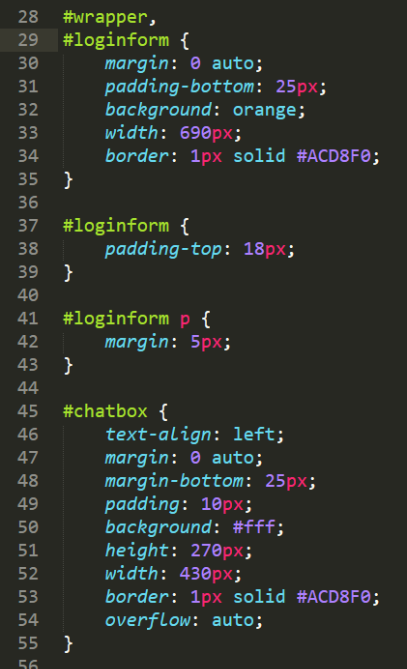 28 #wrapper,
29 #loginform {
30     margin: 0 auto;
31     padding-bottom: 25px;
32     background: orange;
33     width: 690px;
34     border: 1px solid #ACD8F0;
35 }
36
37 #loginform {
38     padding-top: 18px;
39 }
40
41 #loginform p {
42     margin: 5px;
43 }
44
45 #chatbox {
46     text-align: left;
47     margin: 0 auto;
48     margin-bottom: 25px;
49     padding: 10px;
50     background: #fff;
51     height: 270px;
52     width: 430px;
53     border: 1px solid #ACD8F0;
54     overflow: auto;
55 }
56